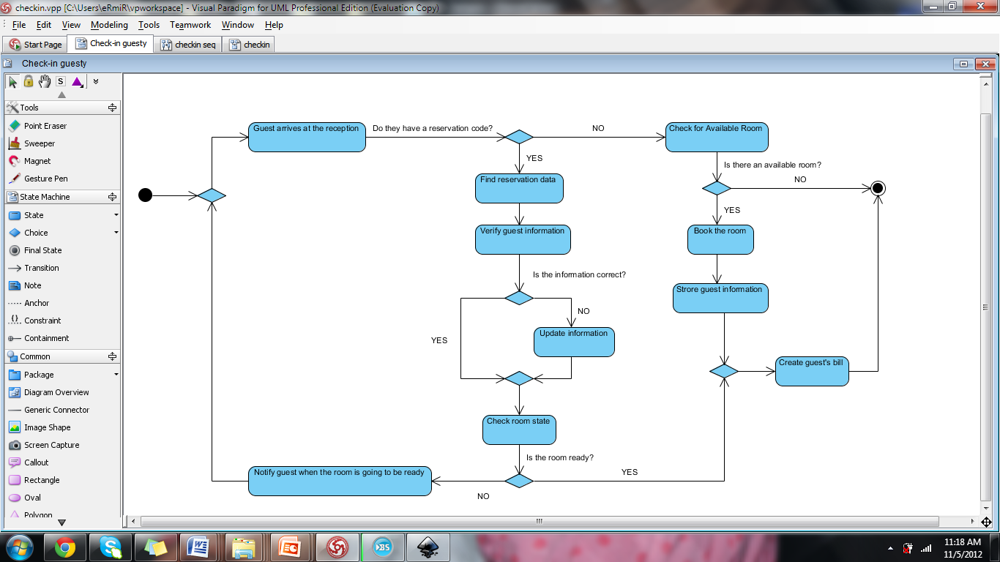 checkin.vpp [C:\Users\eRmiR\vpworkspace] - Visual Paradigm for UML Professional Edition (Evaluation Copy)
File Edit View Modeling Tools Teamwork Window Help
Start Page Check-in guesty checkin seq checkin
Check-in guesty
S
Tools
Point Eraser
Sweeper
Magnet
Gesture Pen
State Machine
State
Choice
Final State
Transition
Note
Anchor
Constraint
Containment
Common
Package
Diagram Overview
Generic Connector
Image Shape
Screen Capture
Callout
Rectangle
Oval
Polygon
Guest arrives at the reception
Do they have a reservation code?
NO
Check for Available Room
YES
Is there an available room?
Find reservation data
NO
YES
Verify guest information
Book the room
Is the information correct?
Strore guest information
NO
YES
Update information
Create guest's bill
Check room state
Is the room ready?
Notify guest when the room is going to be ready
YES
NO
11:18 AM
11/5/2012